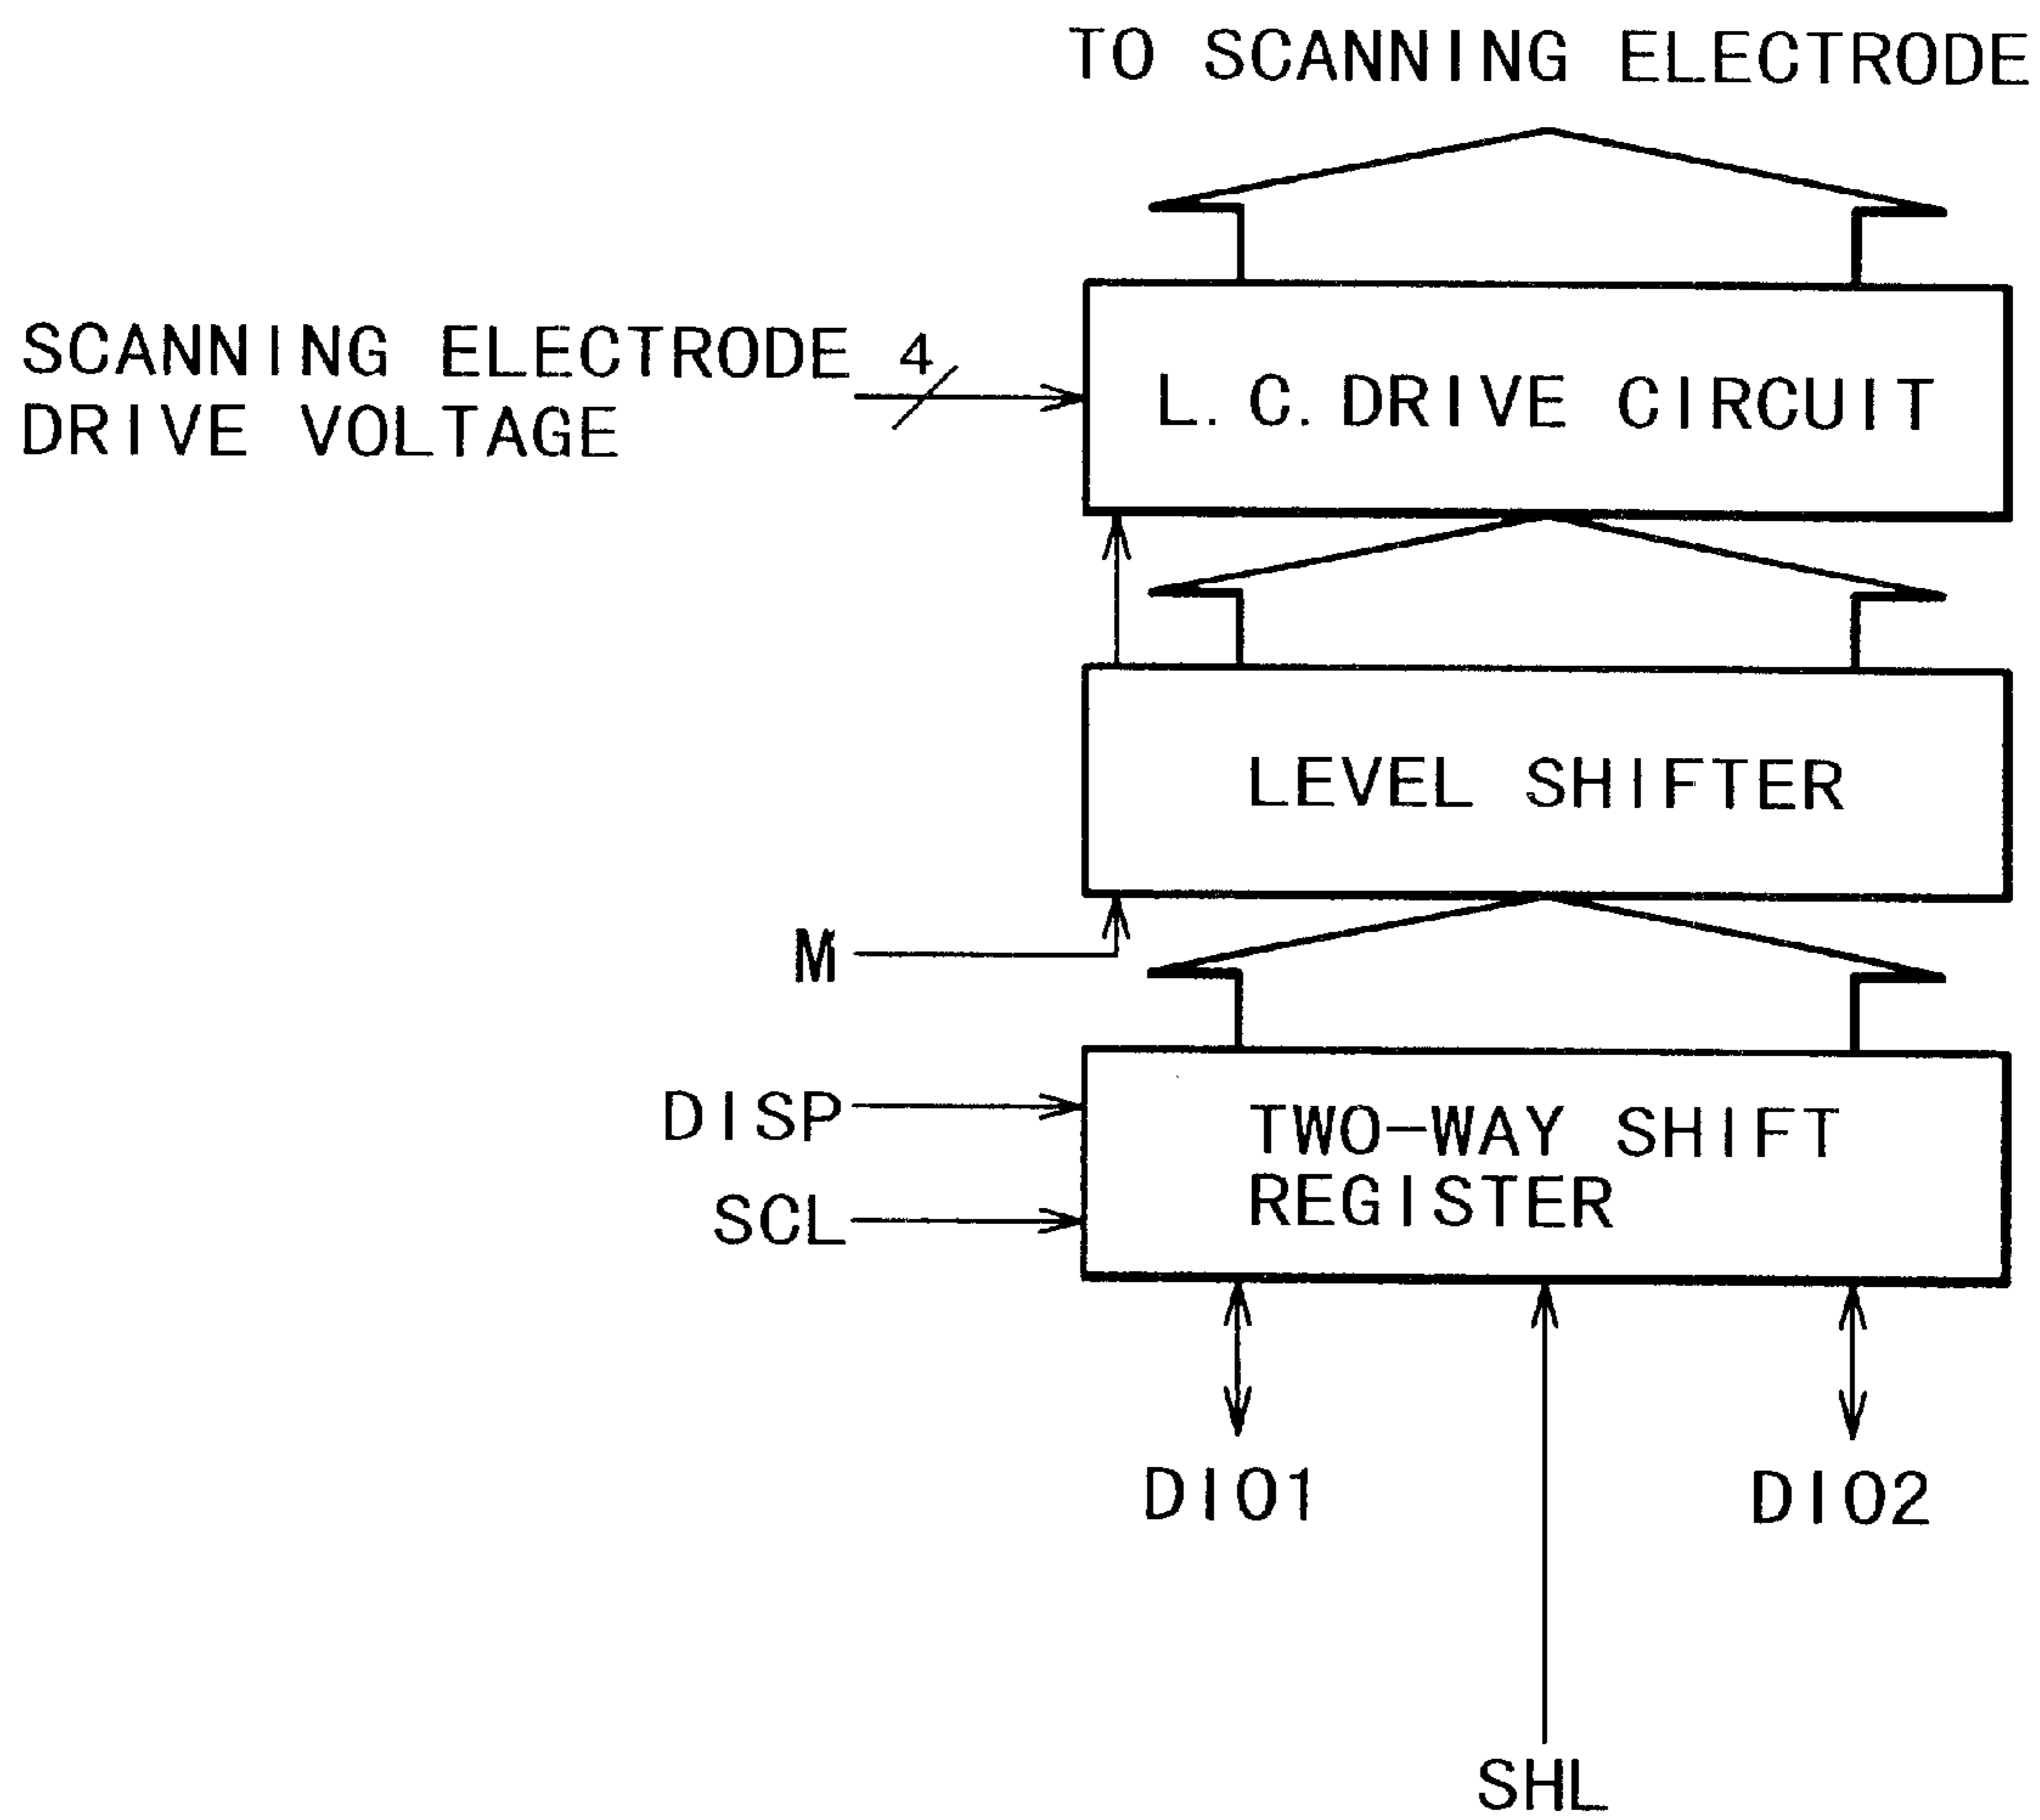 TO SCANNING ELECTRODE
SCANNING ELECTRODE
DRIVE VOLTAGE
4
L. C. DRIVE CIRCUIT
LEVEL SHIFTER
M
DISP
SCL
TWO-WAY SHIFT
REGISTER
DIO1
DIO2
SHL